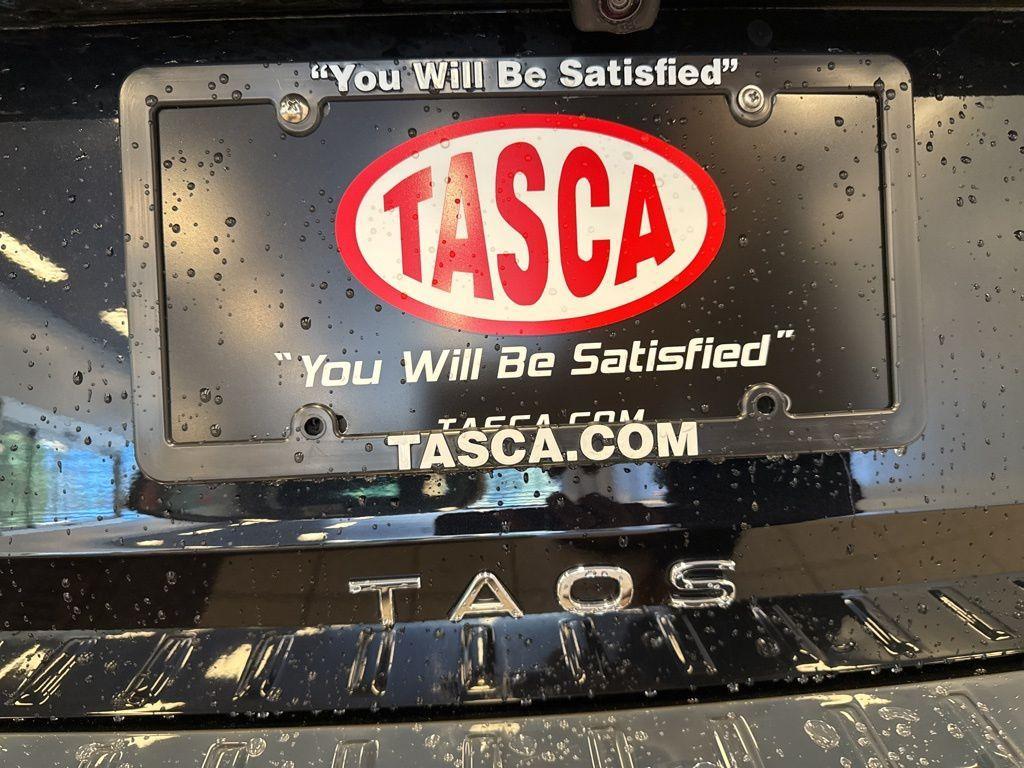 "You Will Be Satisfied"
TASCA
"You Will Be Satisfied"
TASCA.COM
TASCA.COM
TAOS